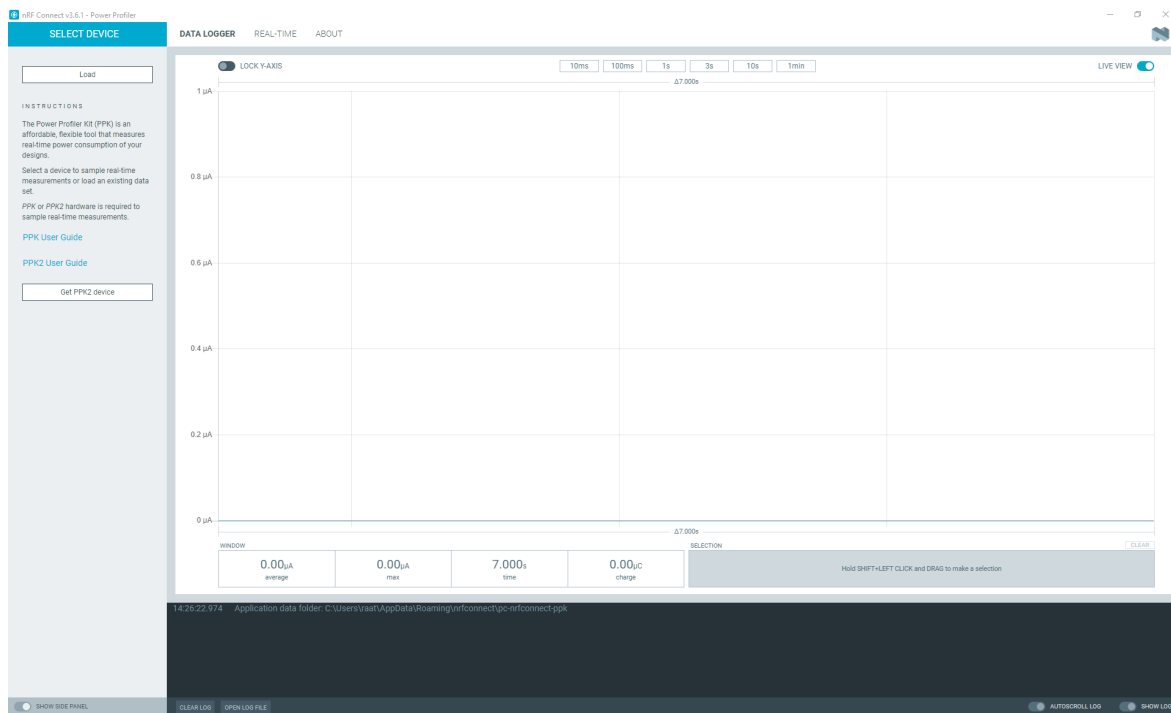 nRF Connect v3.6.1 - Power Profiler
SELECT DEVICE
DATA LOGGER REAL-TIME ABOUT
Load
INSTRUCTIONS
The Power Profiler Kit (PPK) is an
affordable, flexible tool that measures
real-time power consumption of your
designs.
Select a device to sample real-time
measurements or load an existing data
set.
PPK or PPK2 hardware is required to
sample real-time measurements.
PPK User Guide
PPK2 User Guide
Get PPK2 device
LOCK Y-AXIS
10ms 100ms 1s 3s 10s 1min
LIVE VIEW
Δ7.000s
1 µA
0.8 µA
0.6 µA
0.4 µA
0.2 µA
0 µA
Δ7.000s
WINDOW
0.00µA 0.00µA 7.000s 0.00µC
average max time charge
SELECTION
CLEAR
Hold SHIFT+LEFT CLICK and DRAG to make a selection
14:26:22.974 Application data folder: C:\Users\raat\AppData\Roaming\nrfconnect\pc-nrfconnect-ppk
SHOW SIDE PANEL
CLEAR LOG OPEN LOG FILE
AUTOSCROLL LOG SHOW LOG